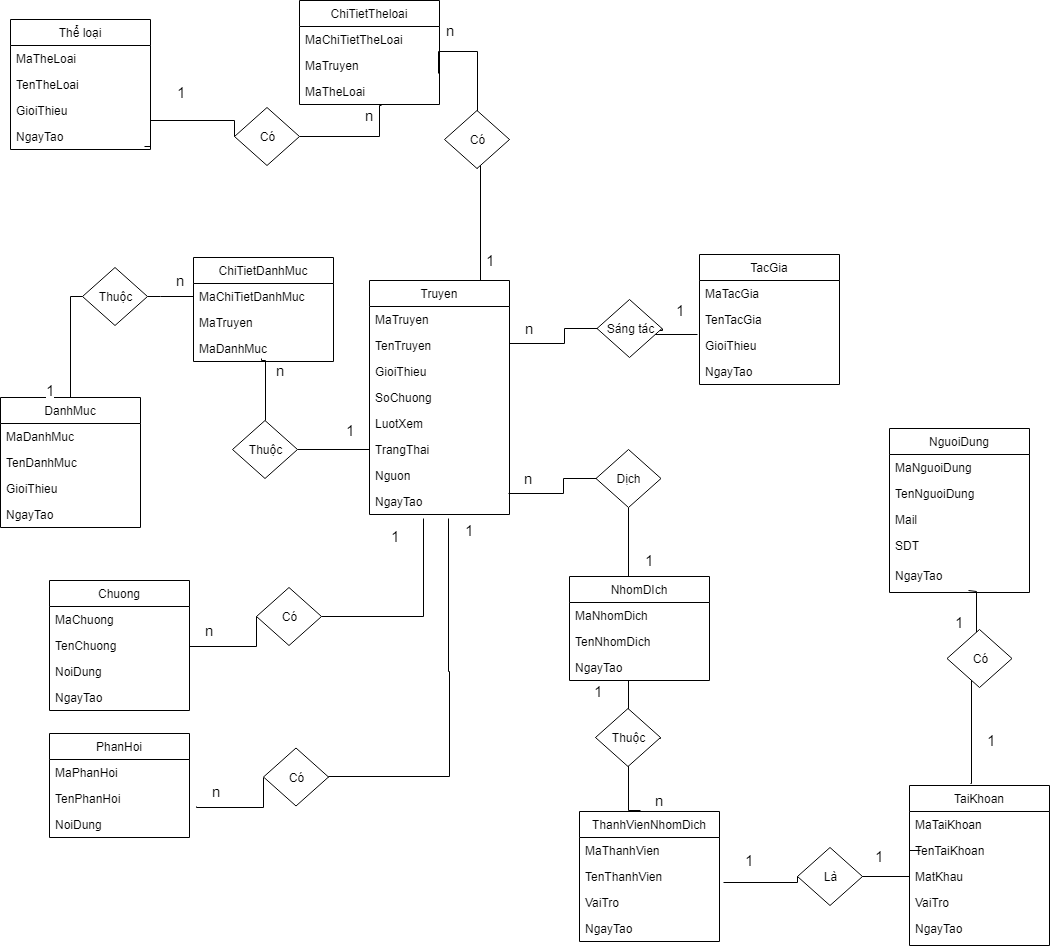 ChiTietTheloai
MaChiTietTheLoai
MaTruyen
MaTheLoai
Thể loại
MaTheLoai
TenTheLoai
GioiThieu
NgayTao
1
Có
n
n
Có
1
Thuộc
n
1
ChiTietDanhMuc
MaChiTietDanhMuc
MaTruyen
MaDanhMuc
n
Thuộc
1
DanhMuc
MaDanhMuc
TenDanhMuc
GioiThieu
NgayTao
Truyen
MaTruyen
TenTruyen
GioiThieu
SoChuong
LuotXem
TrangThai
Nguon
NgayTao
n
Sáng tác
1
TacGia
MaTacGia
TenTacGia
GioiThieu
NgayTao
n
Dịch
1
NguoiDung
MaNguoiDung
TenNguoiDung
Mail
SDT
NgayTao
1
Có
1
1
1
Chuong
MaChuong
TenChuong
NoiDung
NgayTao
n
Có
NhomDIch
MaNhomDich
TenNhomDich
NgayTao
1
Thuộc
n
PhanHoi
MaPhanHoi
TenPhanHoi
NoiDung
n
Có
ThanhVienNhomDich
MaThanhVien
TenThanhVien
VaiTro
NgayTao
1
Là
1
TaiKhoan
MaTaiKhoan
TenTaiKhoan
MatKhau
VaiTro
NgayTao